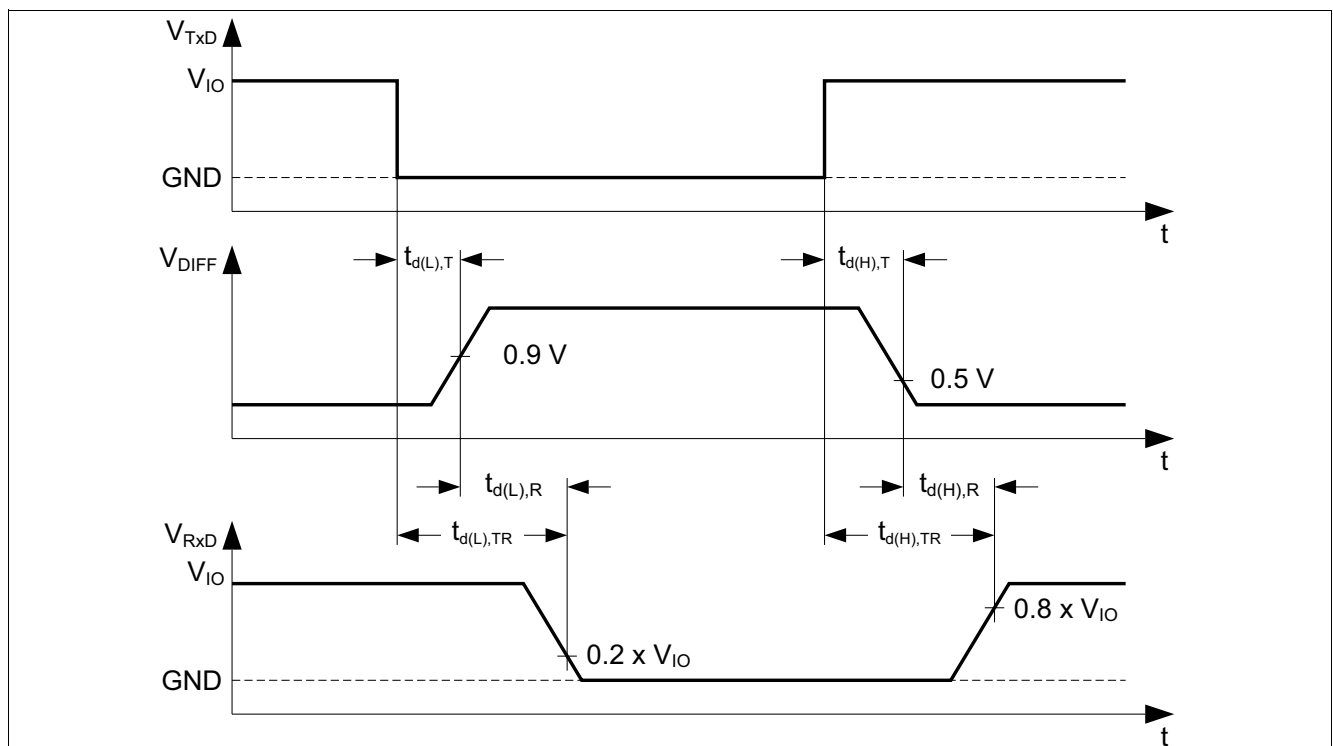 V_TxD
V_IO
GND
t
V_DIFF
t_d(L),T
t_d(H),T
0.9 V
0.5 V
t
t_d(L),R
t_d(H),R
t_d(L),TR
t_d(H),TR
V_RxD
V_IO
0.8 x V_IO
0.2 x V_IO
GND
t